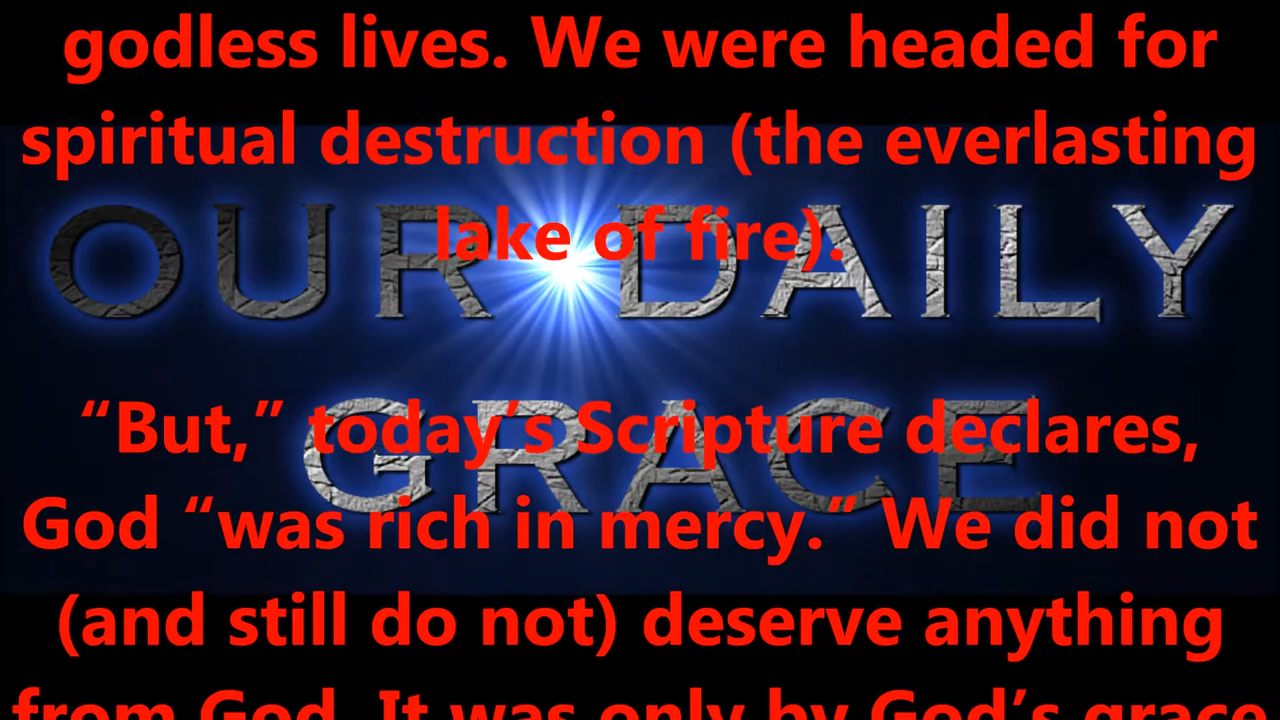 godless lives. We were headed for
spiritual destruction (the everlasting
lake of fire).
OUR DAILY
“But,” today’s Scripture declares,
GRACE
God “was rich in mercy.” We did not
(and still do not) deserve anything
from God. It was only by God’s grace